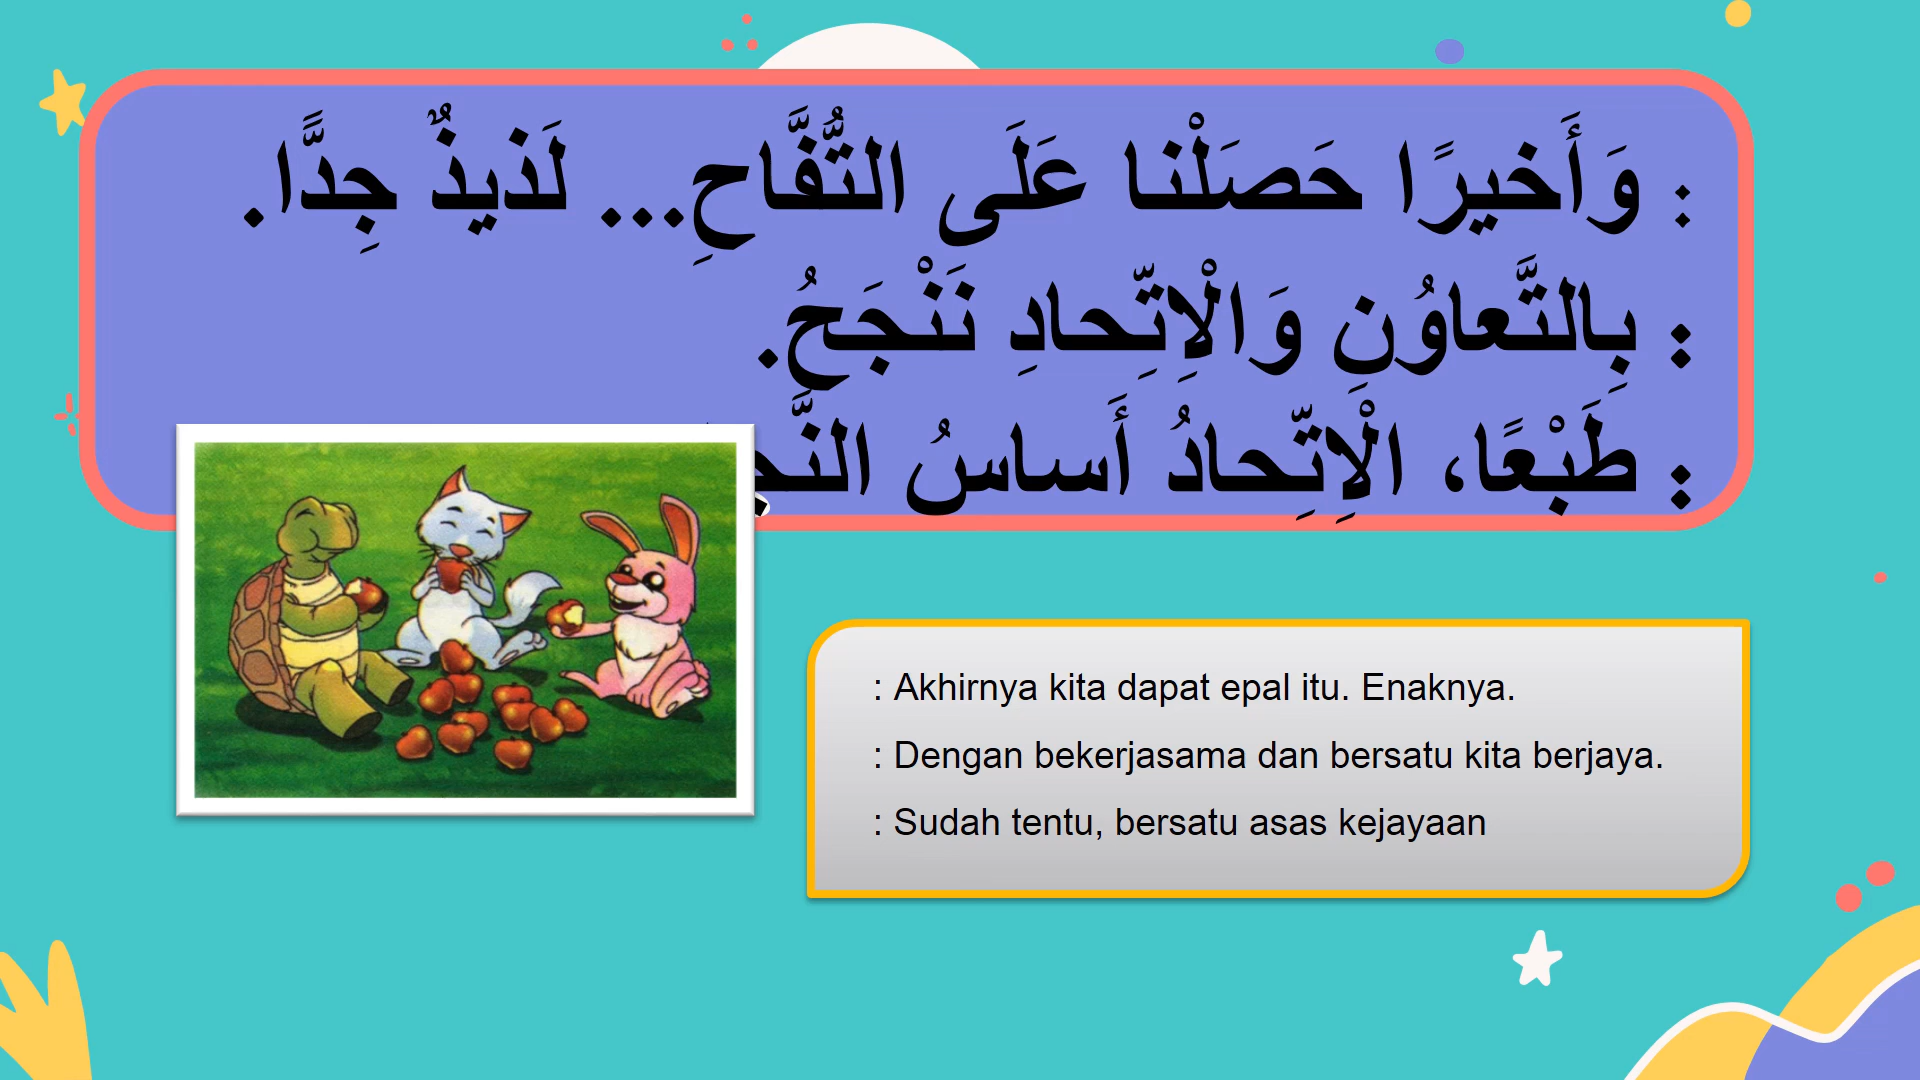 : وَأَخيرًا حَصَلْنا عَلَى التُّفَّاحِ... لَذيذٌ جِدًّا.
: بِالتَّعاوُنِ وَالْاِتِّحادِ نَنْجَحُ.
: طَبْعًا، الْاِتِّحادُ أَساسُ
: Akhirnya kita dapat epal itu. Enaknya.
: Dengan bekerjasama dan bersatu kita berjaya.
: Sudah tentu, bersatu asas kejayaan